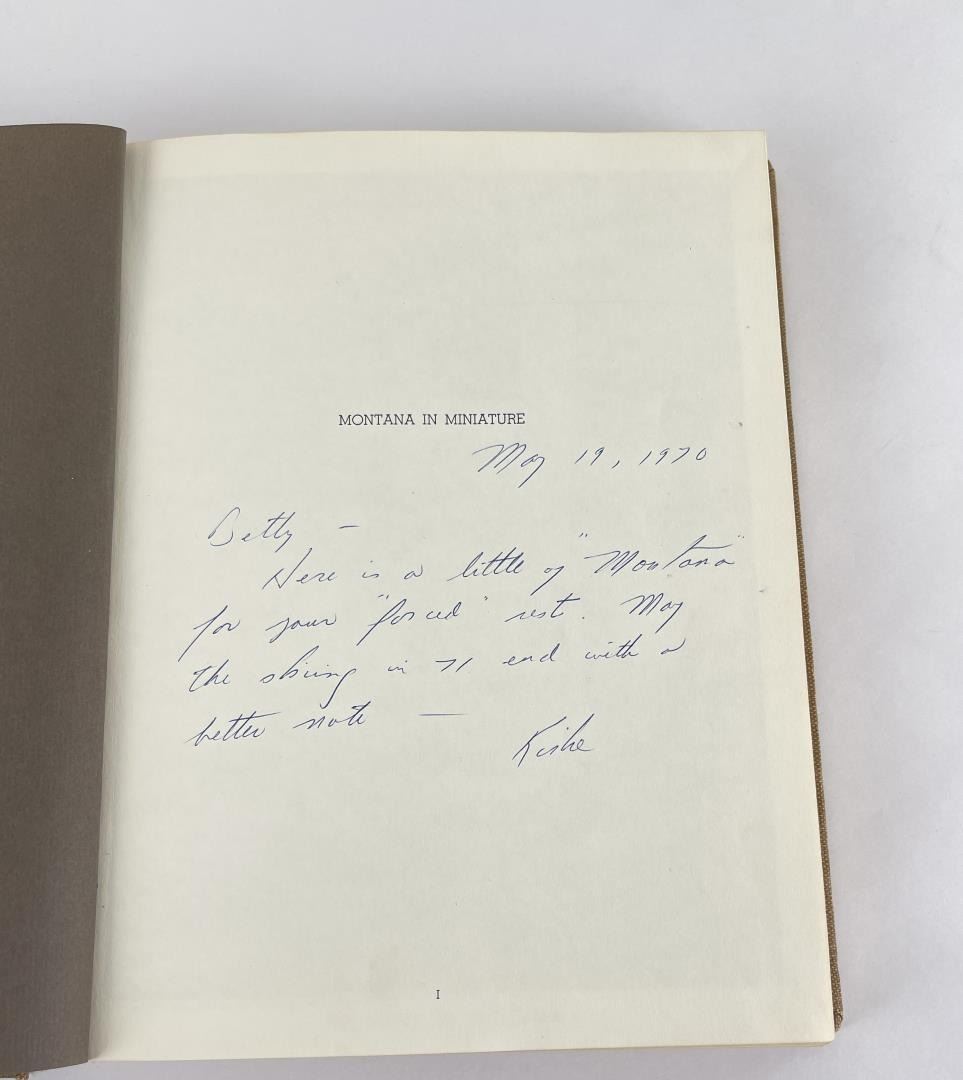 MONTANA IN MINIATURE
May 19, 1970
Betty —
Here is a little of "Montana"
for your "forced" rest. May
the skiing in 71 end with a
better note —
I